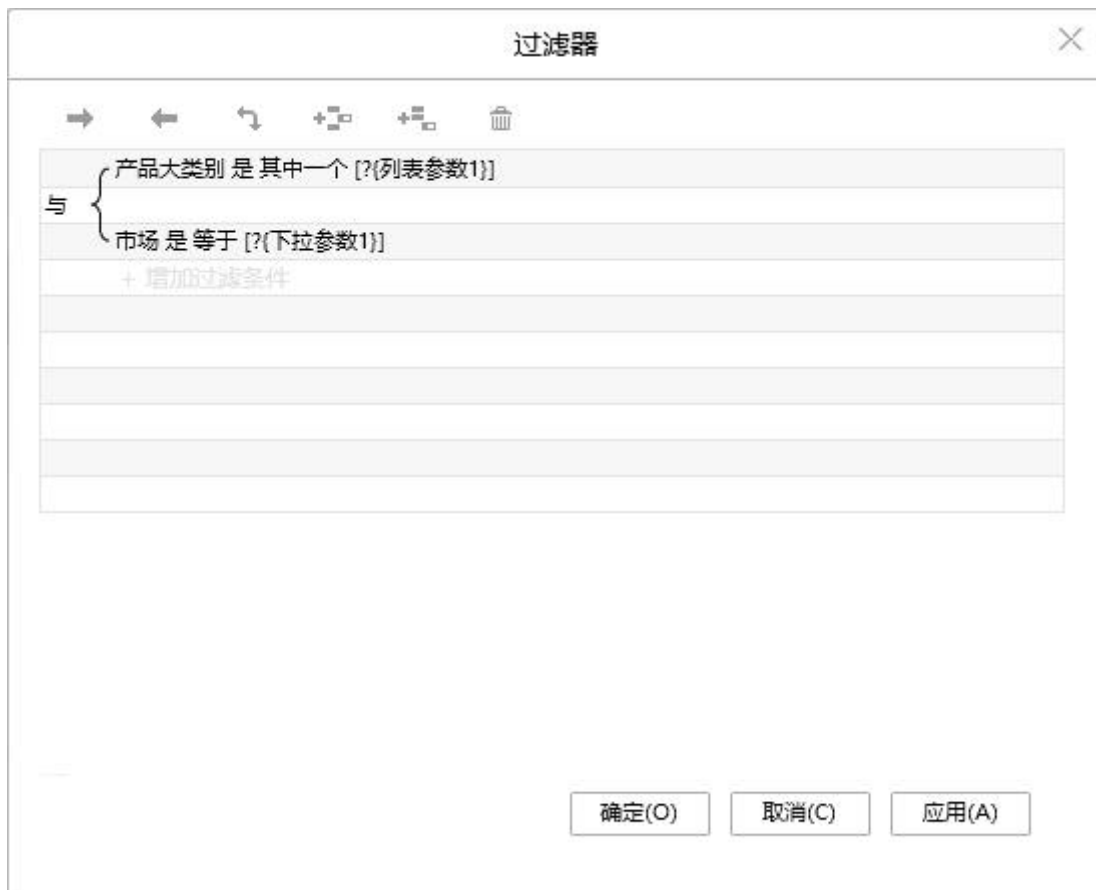 过滤器
产品大类别 是 其中一个 [?{列表参数1}]
与
市场 是 等于 [?{下拉参数1}]
+ 增加过滤条件
确定(O) 取消(C) 应用(A)